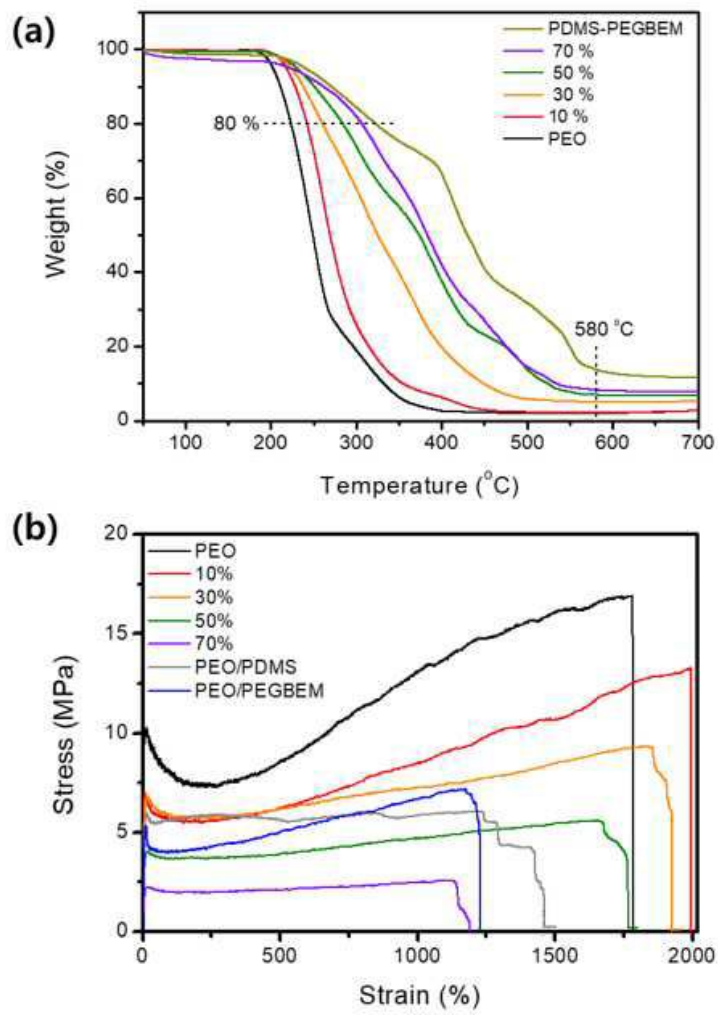 (a)
100
80
60
40
20
0
Weight (%)
80 %
PDMS-PEGBEM
70 %
50 %
30 %
10 %
PEO
580 °C
100
200
300
400
500
600
700
Temperature (°C)
(b)
20
15
10
5
0
Stress (MPa)
PEO
10%
30%
50%
70%
PEO/PDMS
PEO/PEGBEM
0
500
1000
1500
2000
Strain (%)